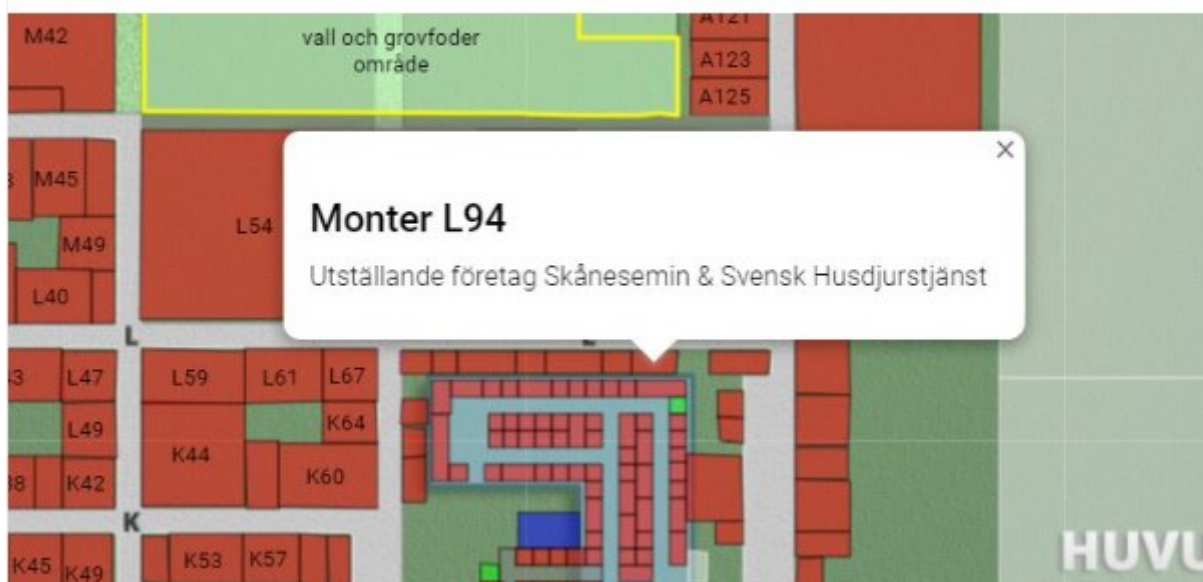 M42
vall och grovfoder
område
A121
A123
A125
×
M45
Monter L94
L54
Utställande företag Skånesemin & Svensk Husdjurstjänst
M49
L40
L
L47
L59
L61
L67
L49
K64
K44
K42
K60
K
K45
K49
K53
K57